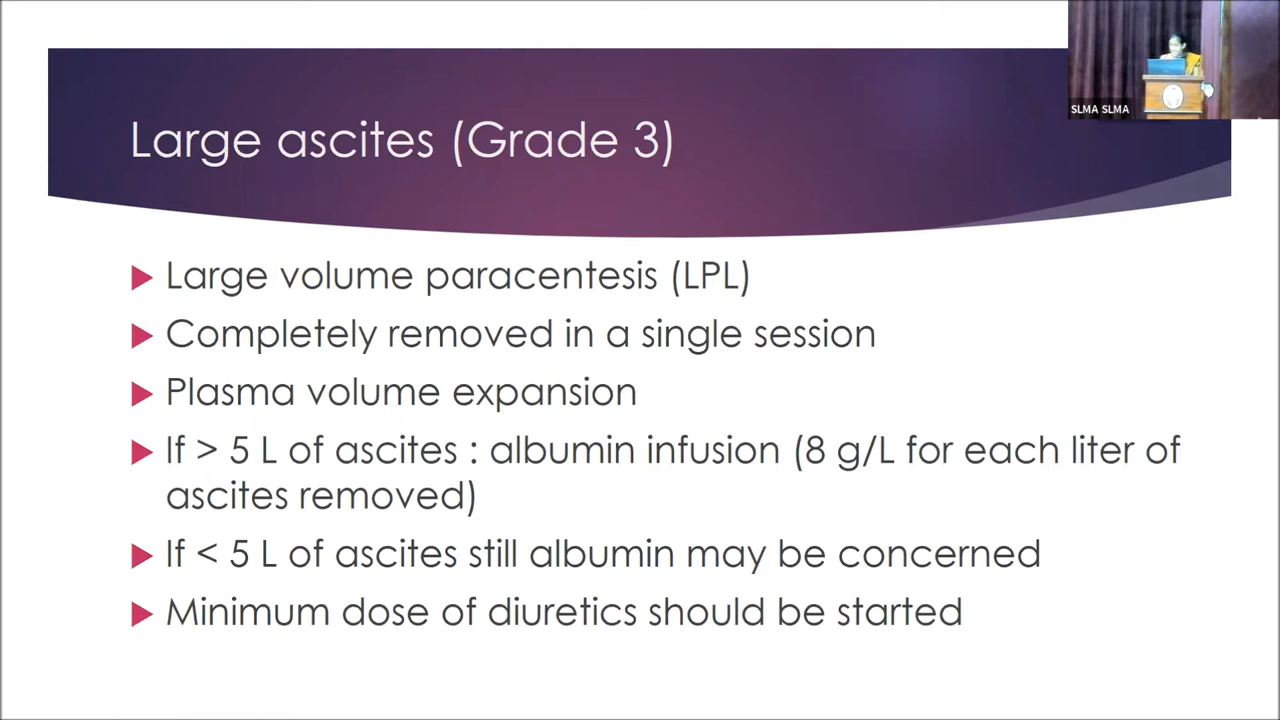 SLMA SLMA
Large ascites (Grade 3)
Large volume paracentesis (LPL)
Completely removed in a single session
Plasma volume expansion
If > 5 L of ascites : albumin infusion (8 g/L for each liter of
ascites removed)
If < 5 L of ascites still albumin may be concerned
Minimum dose of diuretics should be started